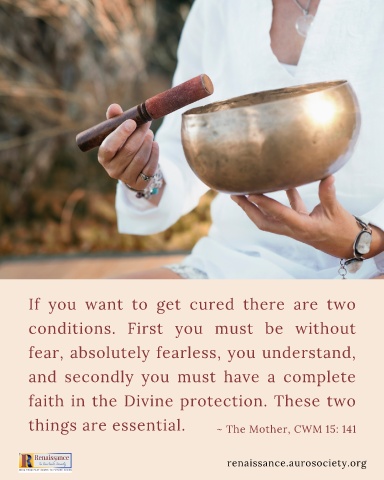 If you want to get cured there are two
conditions. First you must be without
fear, absolutely fearless, you understand,
and secondly you must have a complete
faith in the Divine protection. These two
things are essential.
~ The Mother, CWM 15: 141
Renaissance
renaissance.aurosociety.org